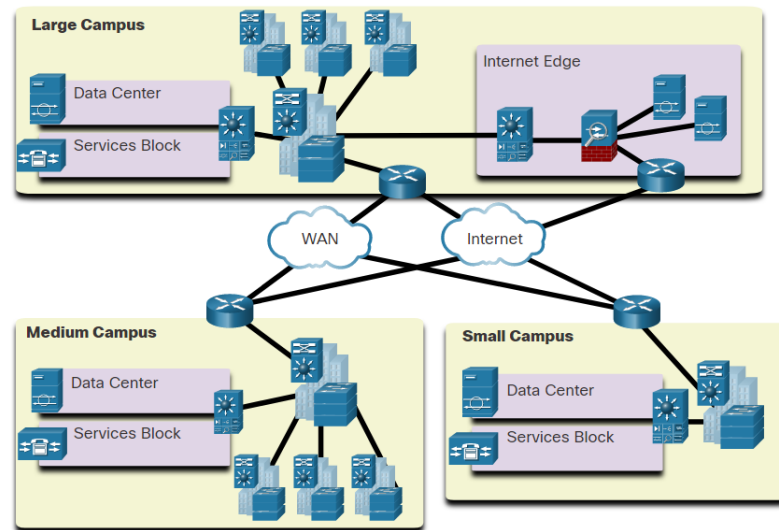 Large Campus
Data Center
Services Block
Internet Edge
WAN
Internet
Medium Campus
Data Center
Services Block
Small Campus
Data Center
Services Block